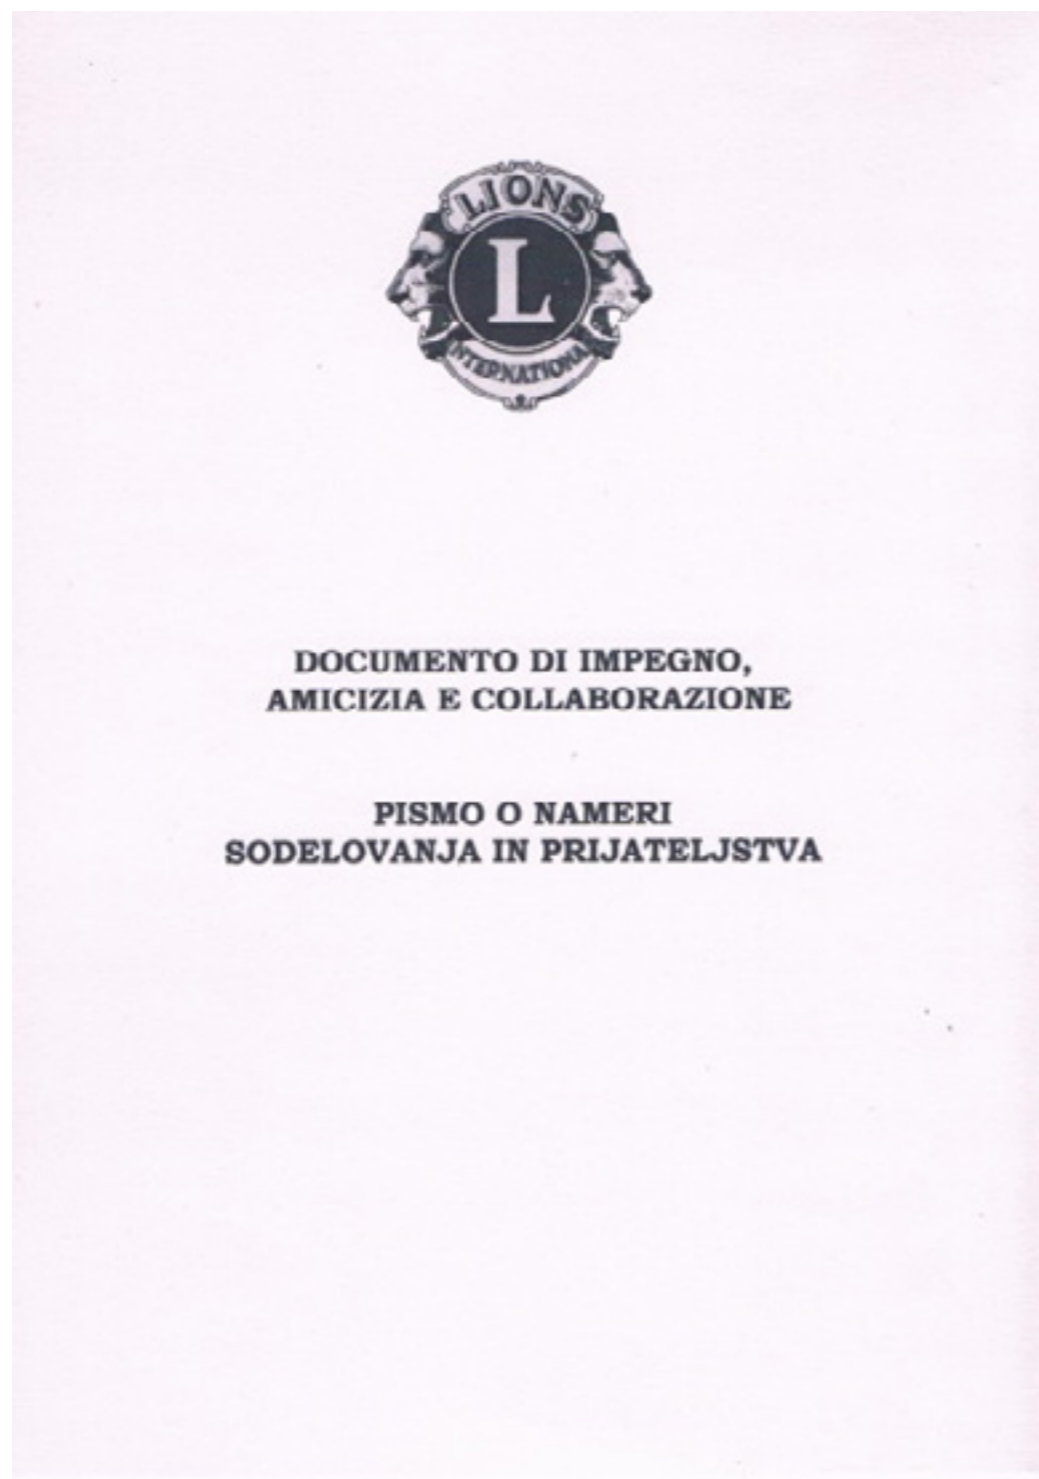 LIONS
L
INTERNATIONAL
DOCUMENTO DI IMPEGNO,
AMICIZIA E COLLABORAZIONE
PISMO O NAMERI
SODELOVANJA IN PRIJATELJSTVA